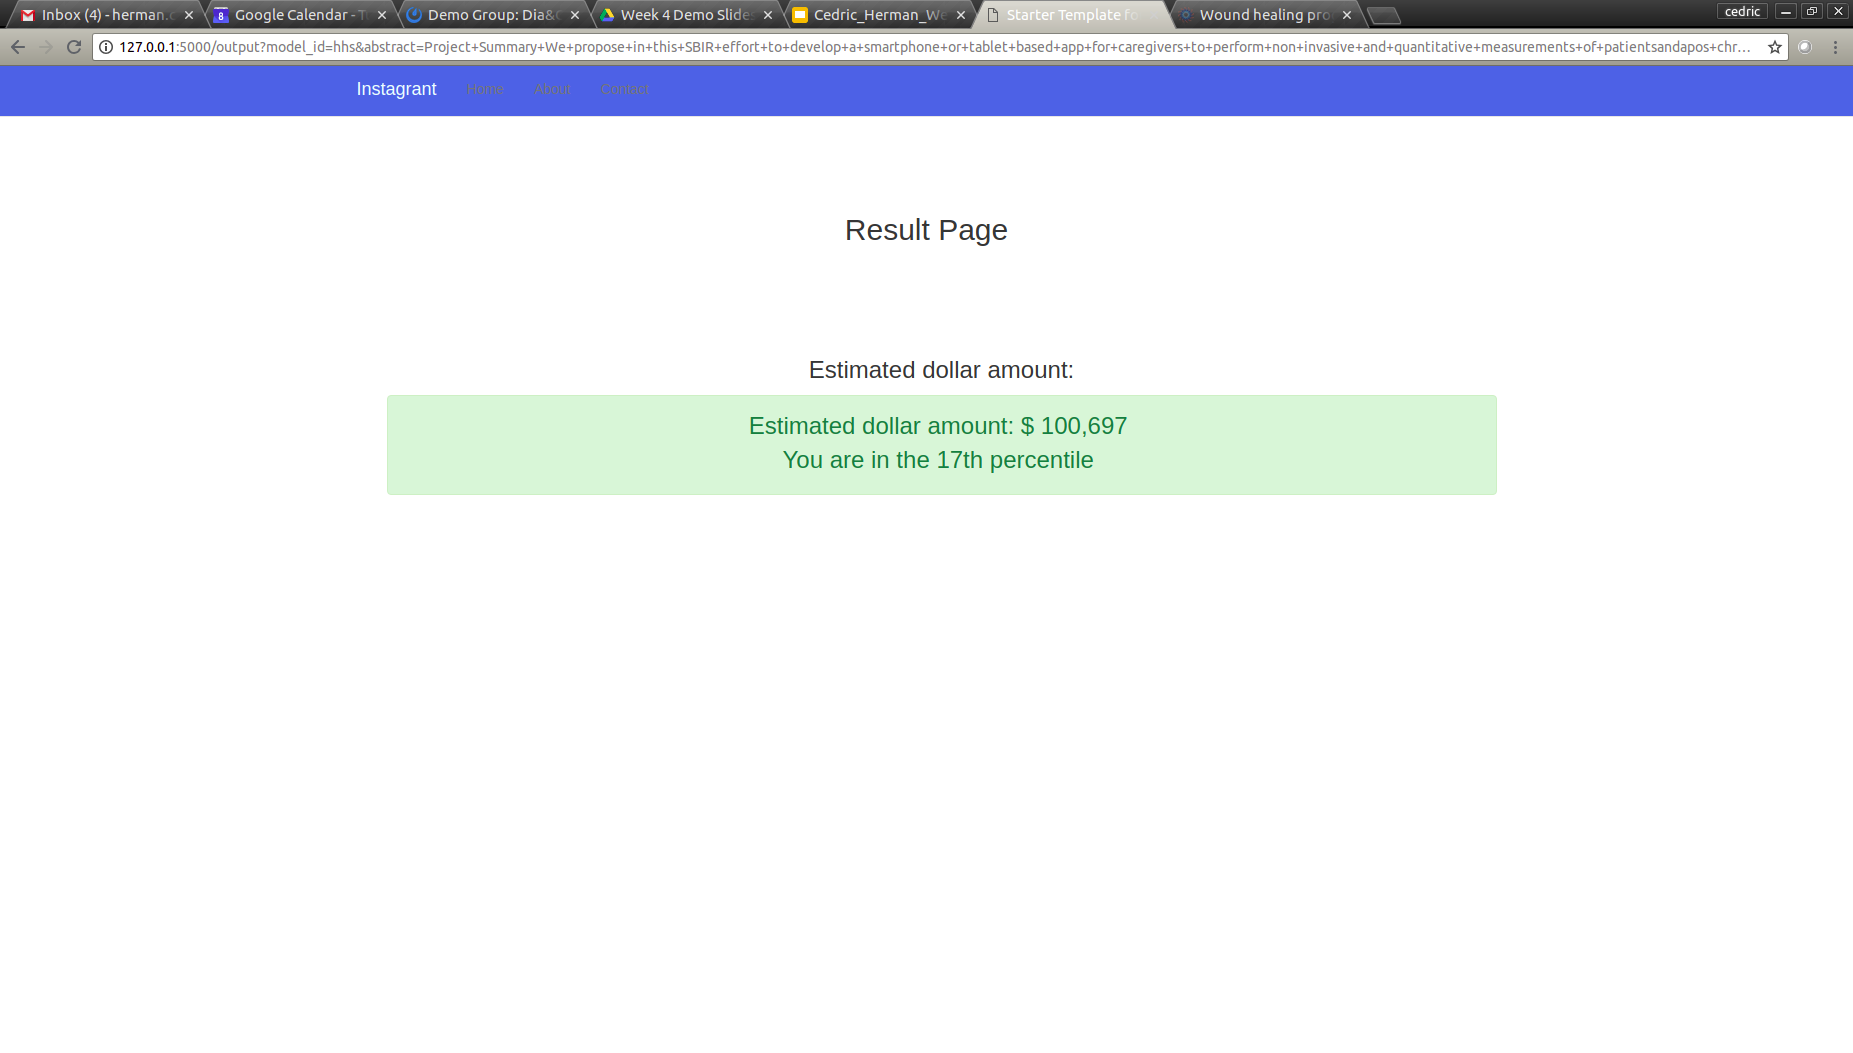 Inbox (4) - herman.c
Google Calendar - T
Demo Group: Dia&C
Week 4 Demo Slides
Cedric_Herman_We
Starter Template fo
Wound healing pro
cedric
127.0.0.1:5000/output?model_id=hhs&abstract=Project+Summary+We+propose+in+this+SBIR+effort+to+develop+a+smartphone+or+tablet+based+app+for+caregivers+to+perform+non+invasive+and+quantitative+measurements+of+patientsandapos+chr...
Instagrant Home About Contact
Result Page
Estimated dollar amount:
Estimated dollar amount: $ 100,697
You are in the 17th percentile